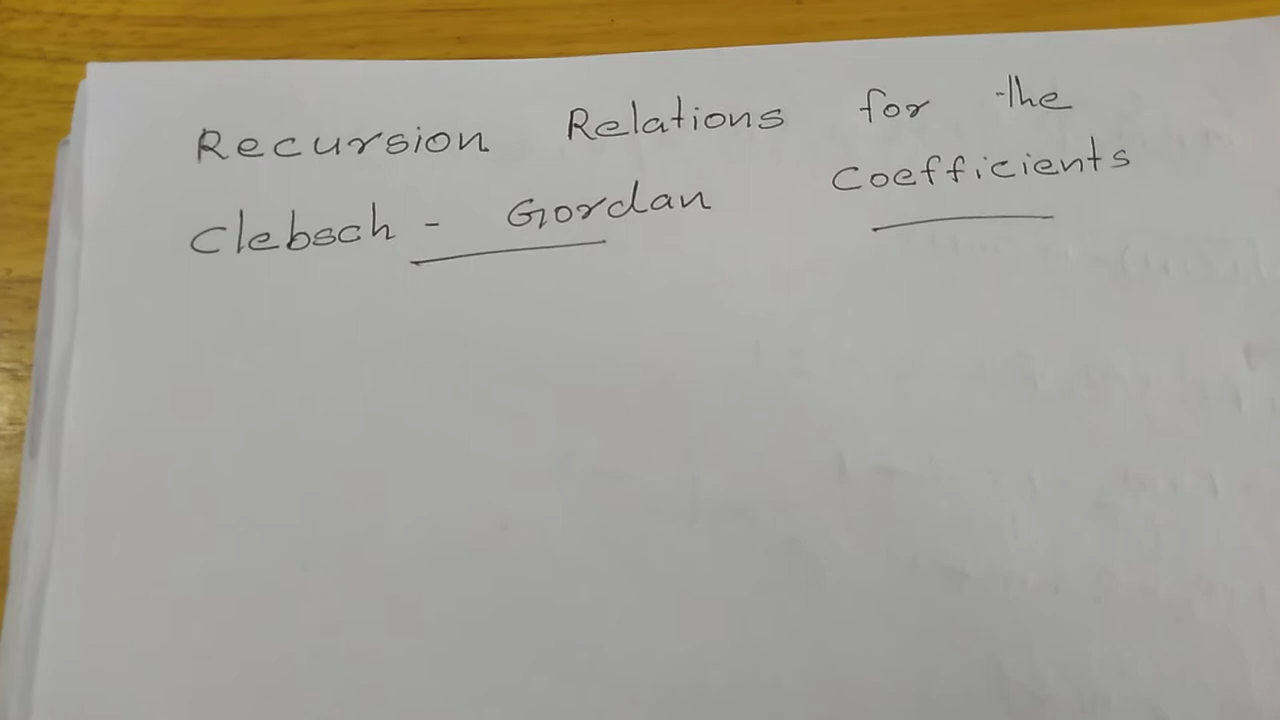 Recursion Relations for the
Clebsch - Gordan Coefficients